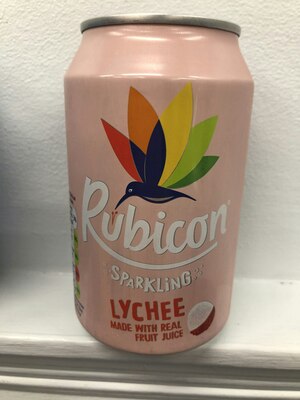 Rubicon
SPARKLING
LYCHEE
MADE WITH REAL
FRUIT JUICE